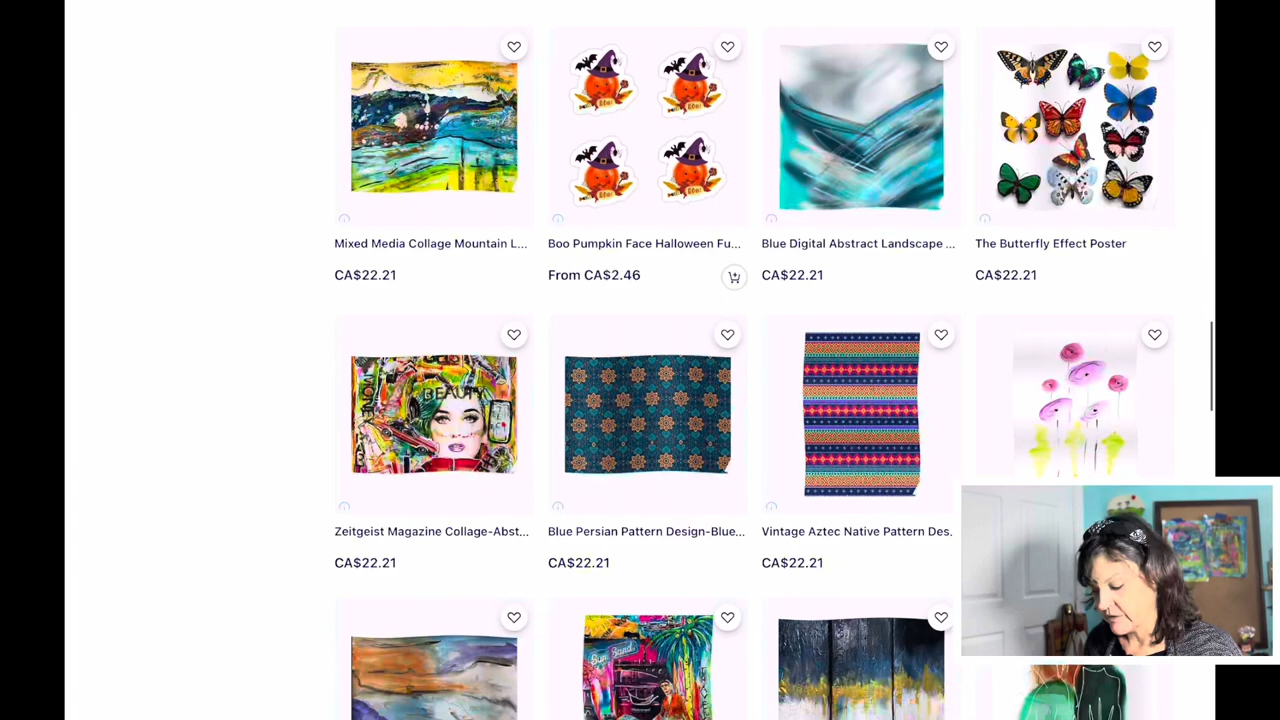 Mixed Media Collage Mountain L...
Boo Pumpkin Face Halloween Fu...
Blue Digital Abstract Landscape ...
The Butterfly Effect Poster
CA$22.21
From CA$2.46
CA$22.21
CA$22.21
BEAUTY
Zeitgeist Magazine Collage-Abst...
Blue Persian Pattern Design-Blue...
Vintage Aztec Native Pattern Des.
CA$22.21
CA$22.21
CA$22.21